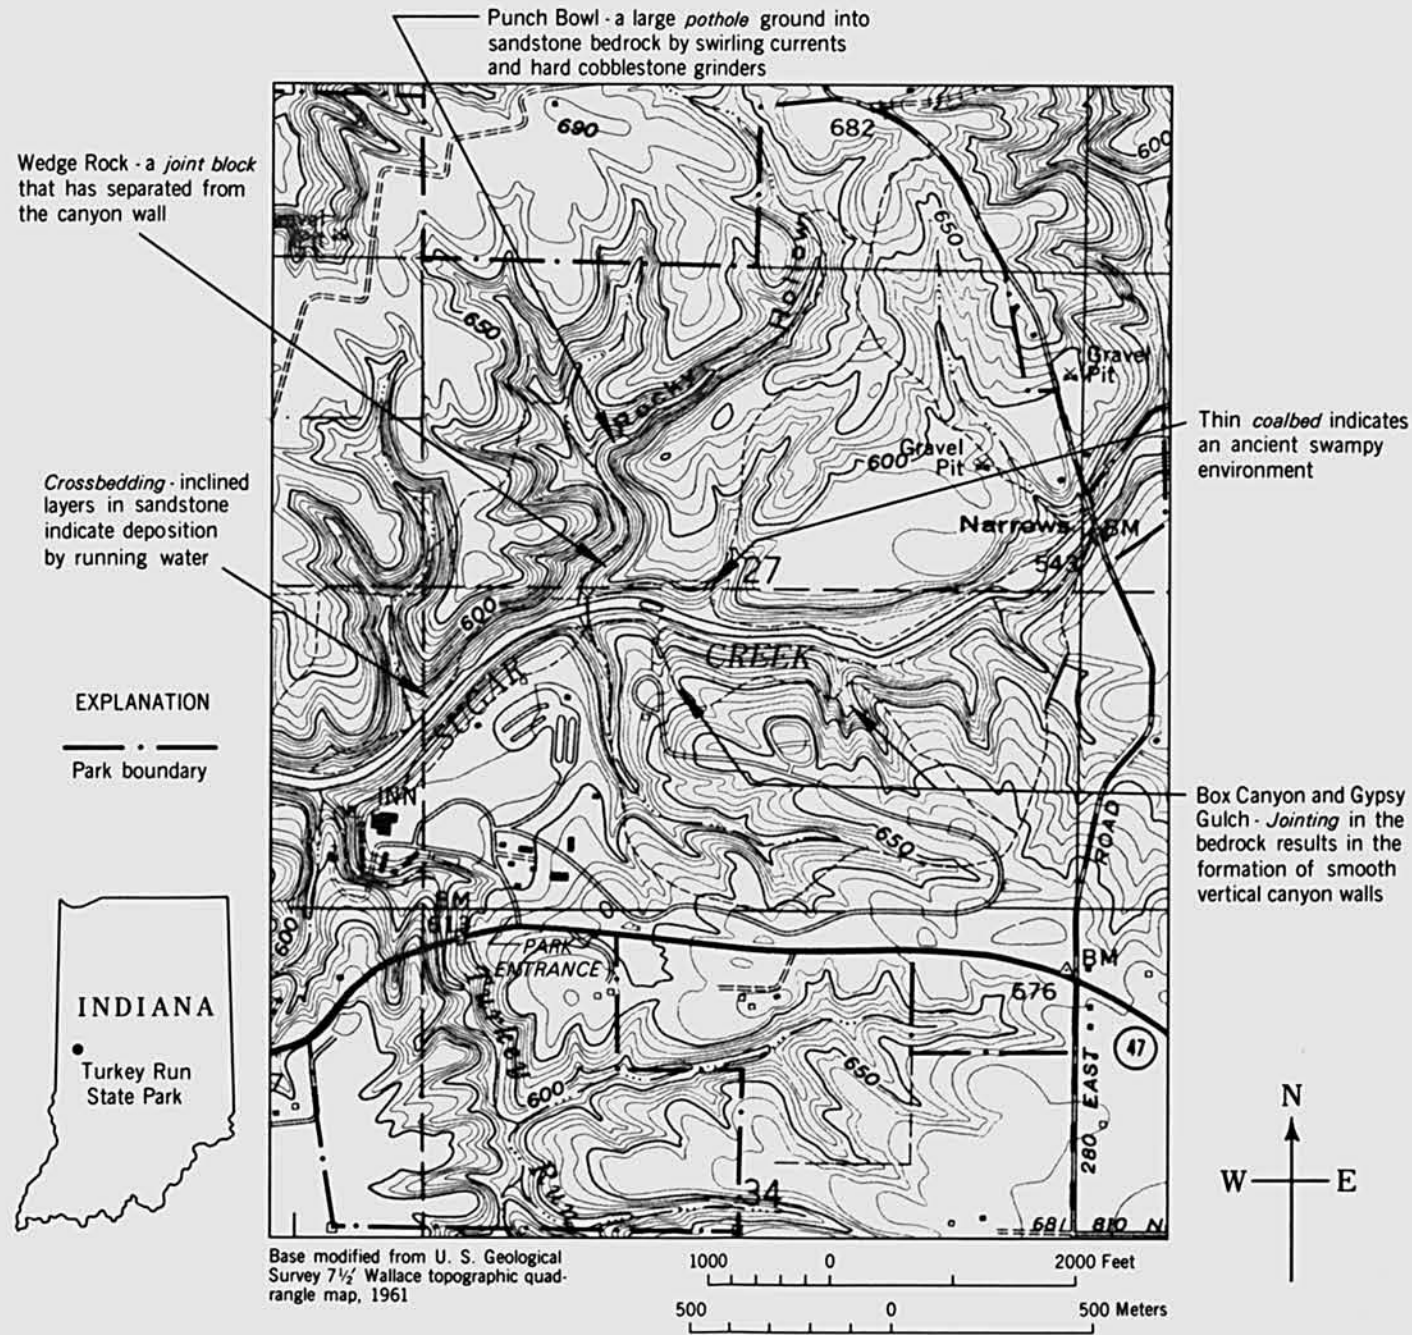 Punch Bowl - a large pothole ground into
sandstone bedrock by swirling currents
and hard cobblestone grinders
Wedge Rock - a joint block
that has separated from
the canyon wall
Crossbedding - inclined
layers in sandstone
indicate deposition
by running water
Thin coalbed indicates
an ancient swampy
environment
Box Canyon and Gypsy
Gulch - Jointing in the
bedrock results in the
formation of smooth
vertical canyon walls
EXPLANATION
Park boundary
INDIANA
Turkey Run
State Park
690
682
600
650
650
Rocky Hollow
Gravel
Pit
Gravel
Pit
600
Narrows
BM
543
27
600
SUGAR
CREEK
INN
650
ROAD
600
BM
PARK
ENTRANCE
BM
676
47
Turkey
Run
600
650
280 EAST
34
681
810 N
N
W
E
Base modified from U. S. Geological
Survey 7½′ Wallace topographic quad-
rangle map, 1961
1000 0 2000 Feet
500 0 500 Meters